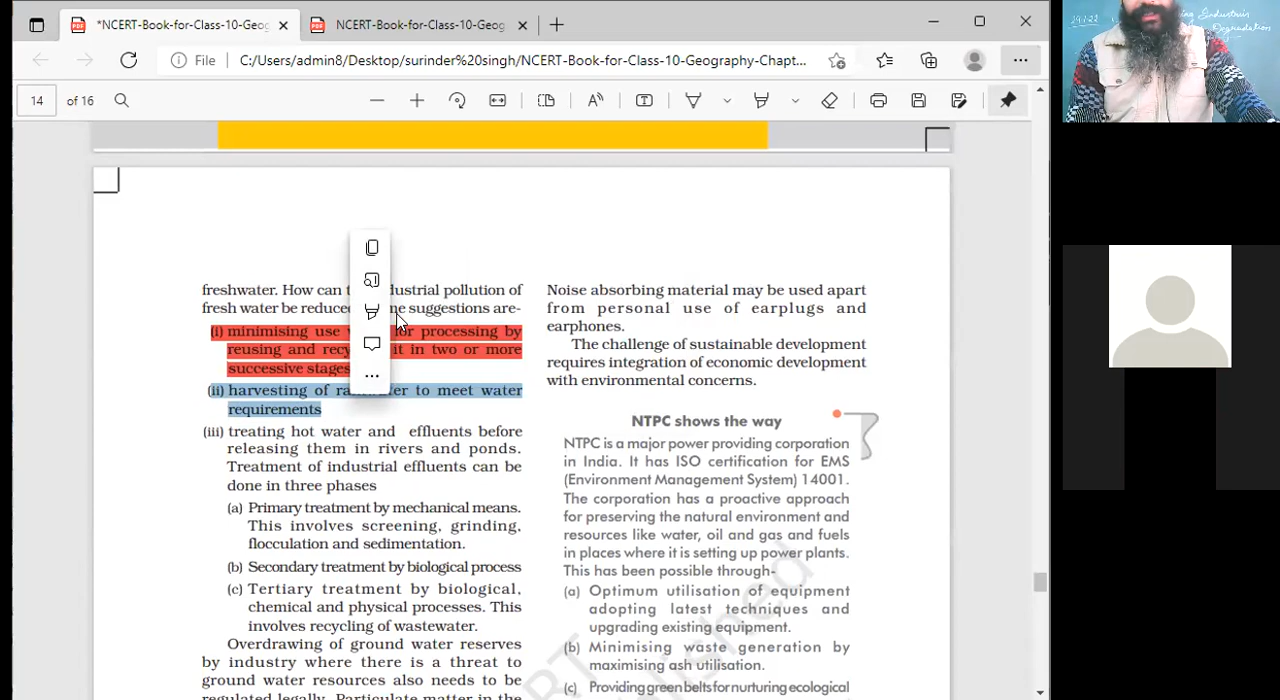 *NCERT-Book-for-Class-10-Geog
NCERT-Book-for-Class-10-Geog
File
C:/Users/admin8/Desktop/surinder%20singh/NCERT-Book-for-Class-10-Geography-Chapt...
14 of 16
29.1.22
Degradation
freshwater. How can dustrial pollution of
fresh water be reduced suggestions are-
(i) minimising use for processing by
reusing and it in two or more
successive stages
(ii) harvesting of to meet water
requirements
(iii) treating hot water and effluents before
releasing them in rivers and ponds.
Treatment of industrial effluents can be
done in three phases
(a) Primary treatment by mechanical means.
This involves screening, grinding,
flocculation and sedimentation.
(b) Secondary treatment by biological process
(c) Tertiary treatment by biological,
chemical and physical processes. This
involves recycling of wastewater.
Overdrawing of ground water reserves
by industry where there is a threat to
ground water resources also needs to be
regulated legally. Particulate matter in the
Noise absorbing material may be used apart
from personal use of earplugs and
earphones.
The challenge of sustainable development
requires integration of economic development
with environmental concerns.
NTPC shows the way
NTPC is a major power providing corporation
in India. It has ISO certification for EMS
(Environment Management System) 14001.
The corporation has a proactive approach
for preserving the natural environment and
resources like water, oil and gas and fuels
in places where it is setting up power plants.
This has been possible through-
(a) Optimum utilisation of equipment
adopting latest techniques and
upgrading existing equipment.
(b) Minimising waste generation by
maximising ash utilisation.
(c) Providing green belts for nurturing ecological